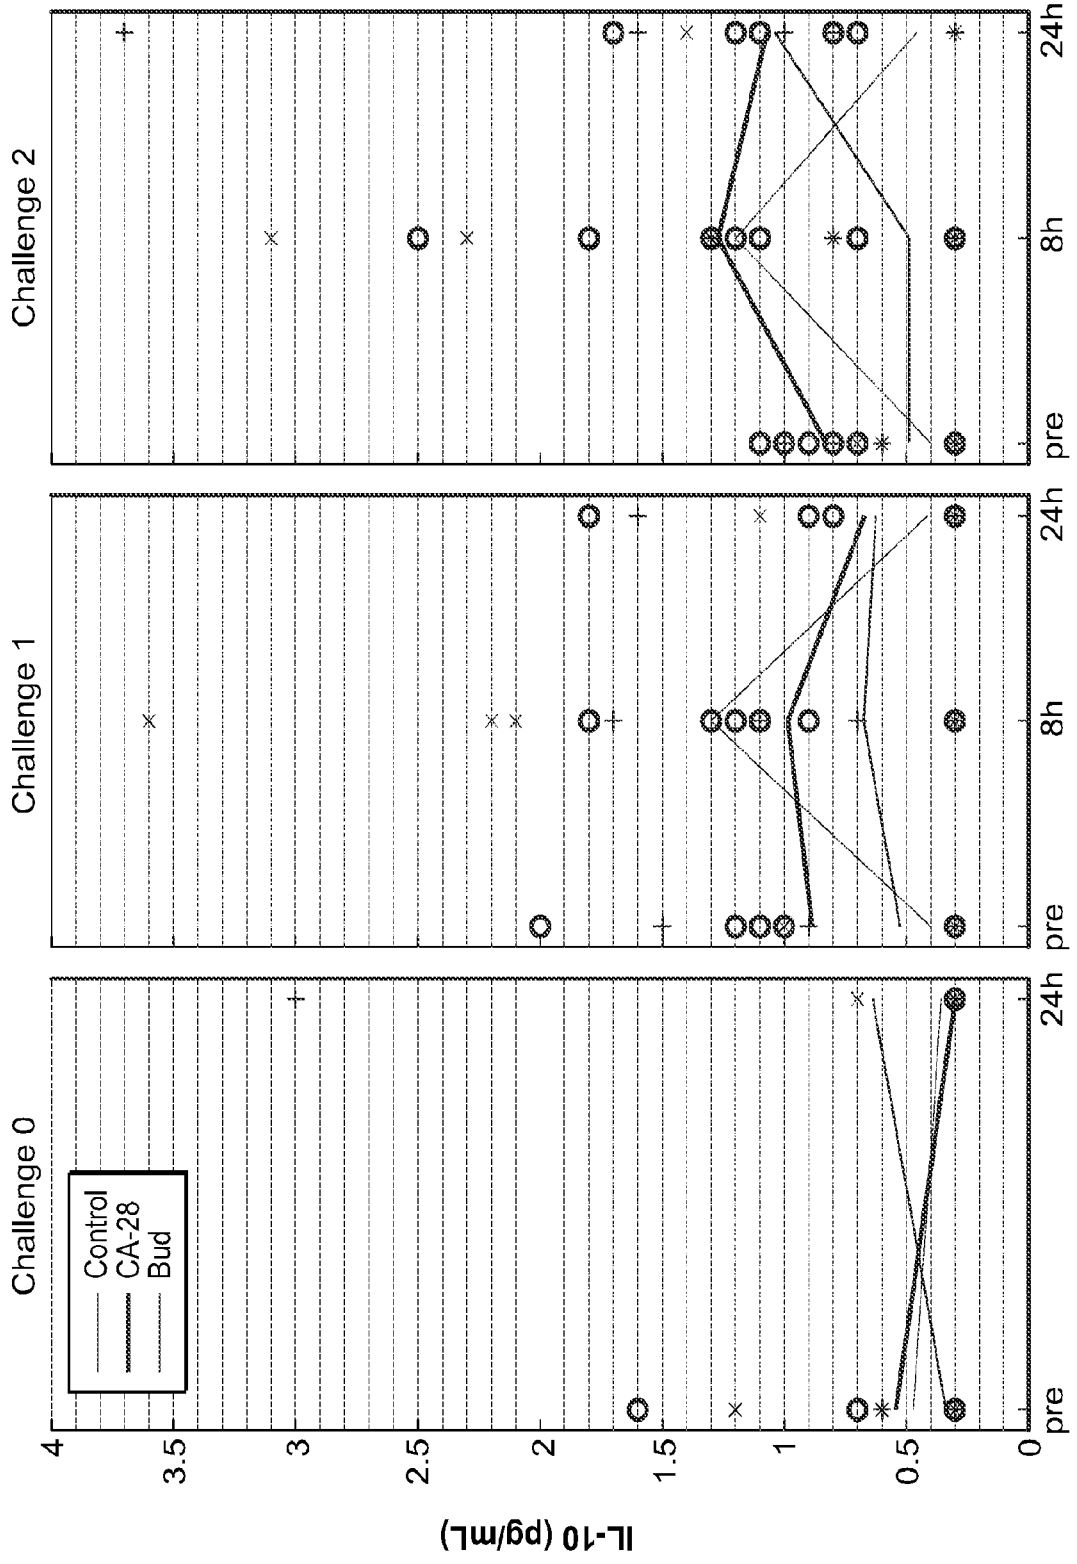 Challenge 0
Challenge 1
Challenge 2
Control
CA-28
Bud
IL-10 (pg/mL)
4
3.5
3
2.5
2
1.5
1
0.5
0
pre
24h
pre
8h
24h
pre
8h
24h